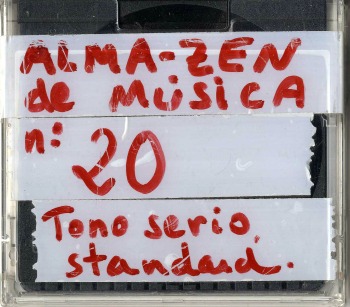 ALMA-ZEN
de MÚSiCA
nº:
20
Tono serio,
standard.